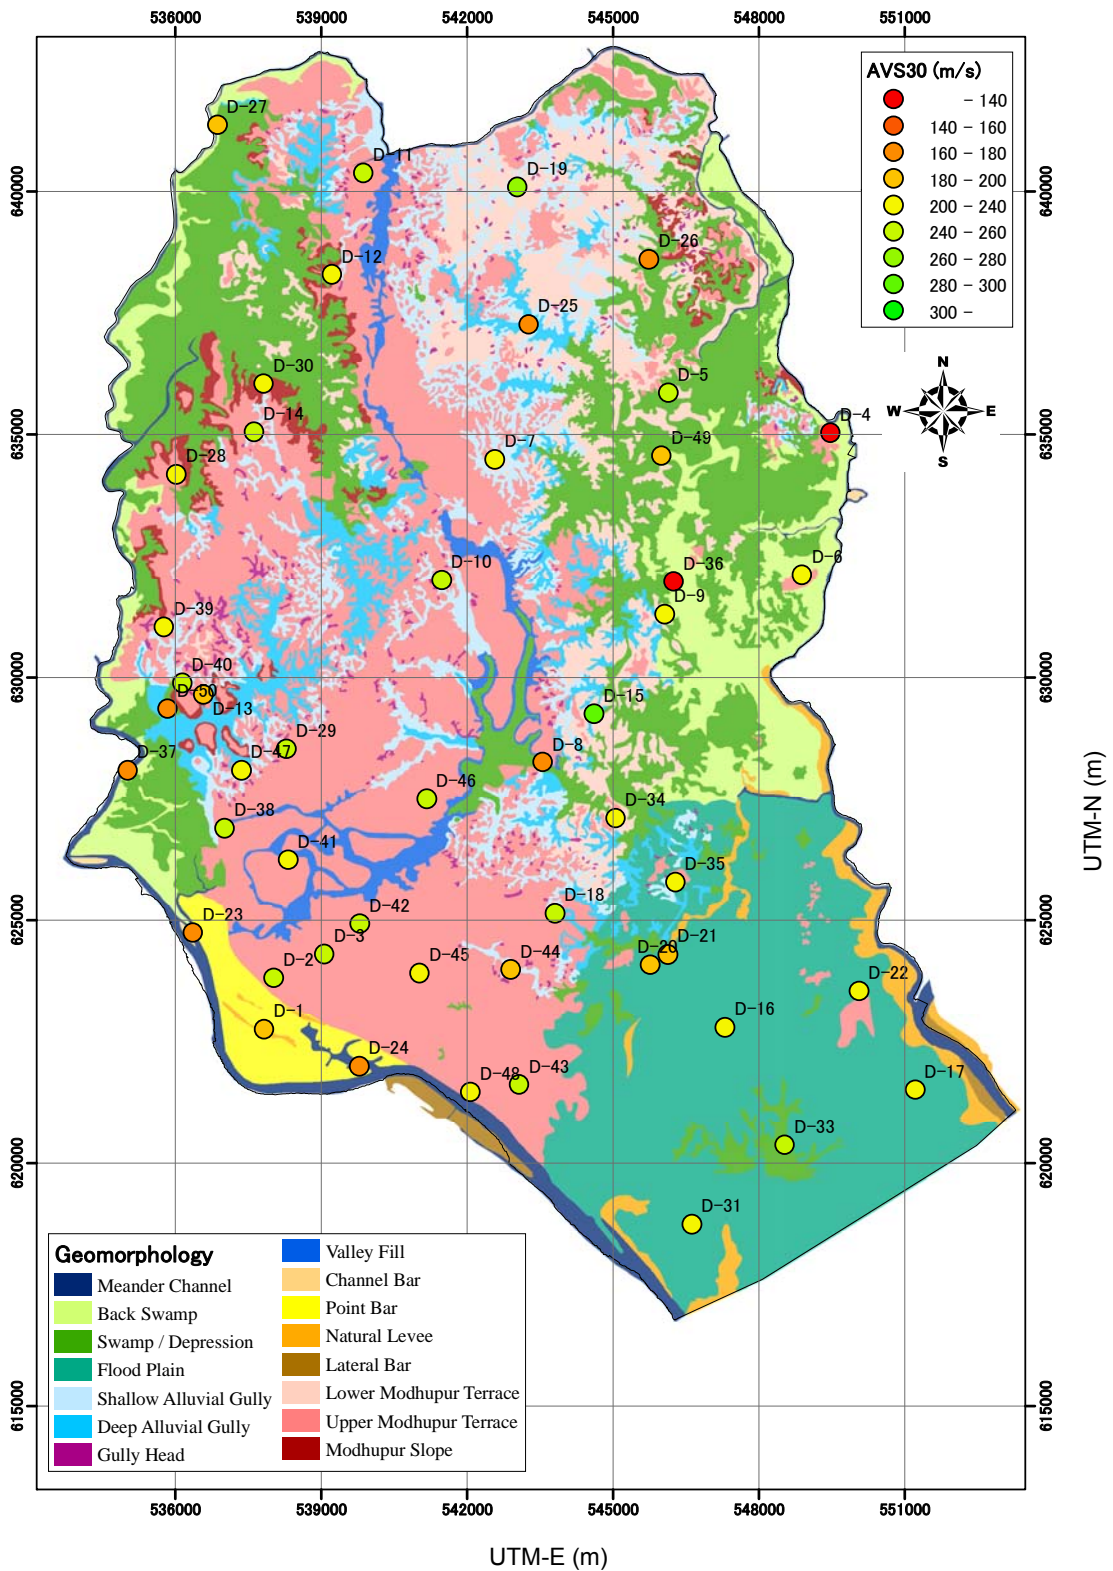 536000 539000 542000 545000 548000 551000
AVS30 (m/s)
- 140
140 - 160
160 - 180
180 - 200
200 - 240
240 - 260
260 - 280
280 - 300
300 -
N
W E
S
640000 640000
635000 635000
630000 630000
625000 625000
620000 620000
615000 615000
UTM-N (m)
D-27
D-11
D-19
D-26
D-12
D-25
D-30
D-5
D-14
D-4
D-7
D-49
D-28
D-10
D-36
D-6
D-9
D-39
D-40
D-50
D-13
D-15
D-29
D-37
D-47
D-8
D-46
D-34
D-38
D-41
D-35
D-18
D-23
D-42
D-3
D-21
D-20
D-2
D-45
D-44
D-22
D-1
D-16
D-24
D-48
D-43
D-17
D-33
D-31
Geomorphology
Meander Channel
Back Swamp
Swamp / Depression
Flood Plain
Shallow Alluvial Gully
Deep Alluvial Gully
Gully Head
Valley Fill
Channel Bar
Point Bar
Natural Levee
Lateral Bar
Lower Modhupur Terrace
Upper Modhupur Terrace
Modhupur Slope
536000 539000 542000 545000 548000 551000
UTM-E (m)